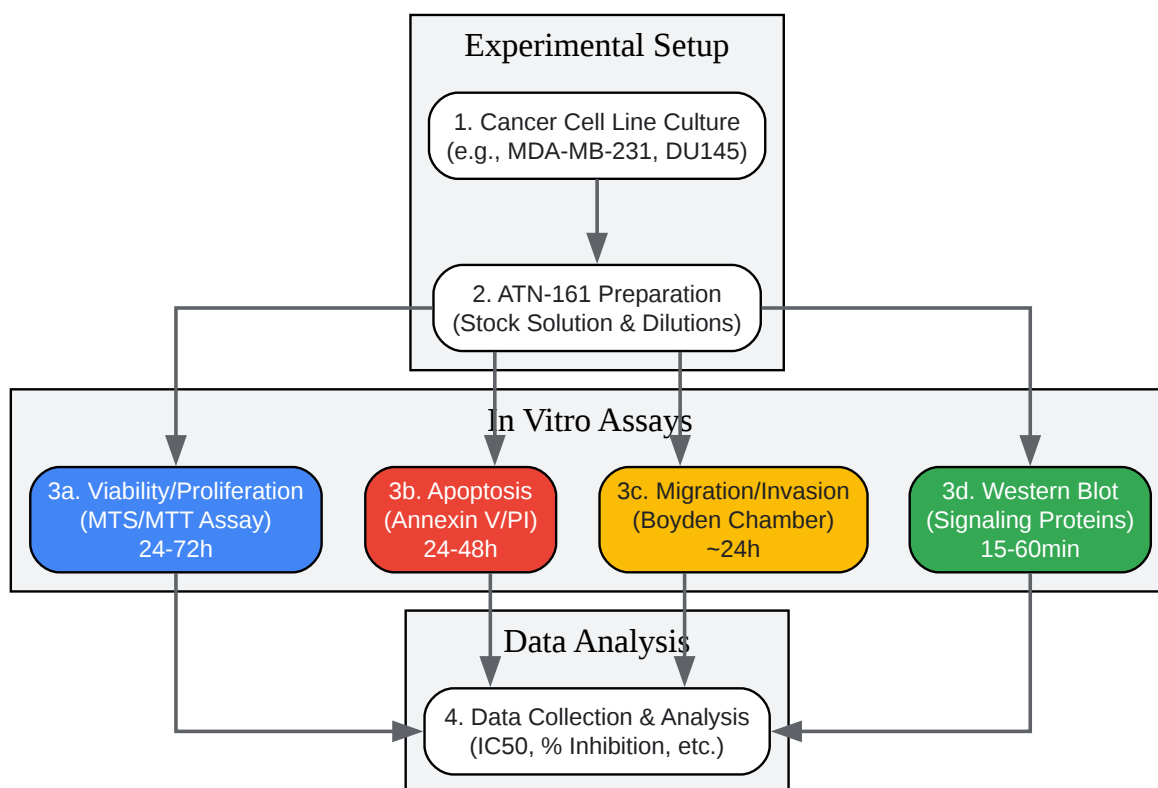 Experimental Setup
1. Cancer Cell Line Culture
(e.g., MDA-MB-231, DU145)
2. ATN-161 Preparation
(Stock Solution & Dilutions)
In Vitro Assays
3a. Viability/Proliferation
(MTS/MTT Assay)
24-72h
3b. Apoptosis
(Annexin V/PI)
24-48h
3c. Migration/Invasion
(Boyden Chamber)
~24h
3d. Western Blot
(Signaling Proteins)
15-60min
Data Analysis
4. Data Collection & Analysis
(IC50, % Inhibition, etc.)